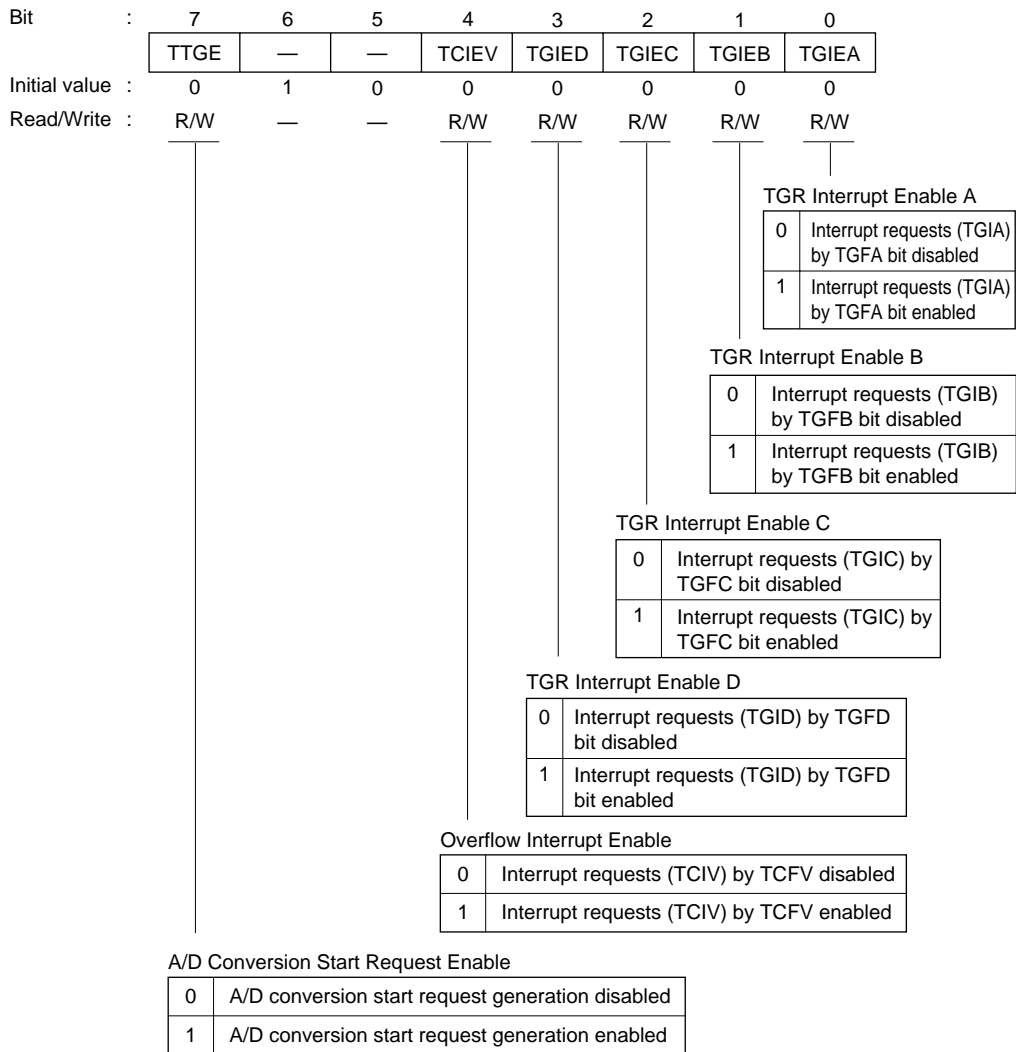 Bit : 7 6 5 4 3 2 1 0
TTGE — — TCIEV TGIED TGIEC TGIEB TGIEA
Initial value : 0 1 0 0 0 0 0 0
Read/Write : R/W — — R/W R/W R/W R/W R/W
TGR Interrupt Enable A
0 Interrupt requests (TGIA)
by TGFA bit disabled
1 Interrupt requests (TGIA)
by TGFA bit enabled
TGR Interrupt Enable B
0 Interrupt requests (TGIB)
by TGFB bit disabled
1 Interrupt requests (TGIB)
by TGFB bit enabled
TGR Interrupt Enable C
0 Interrupt requests (TGIC) by
TGFC bit disabled
1 Interrupt requests (TGIC) by
TGFC bit enabled
TGR Interrupt Enable D
0 Interrupt requests (TGID) by TGFD
bit disabled
1 Interrupt requests (TGID) by TGFD
bit enabled
Overflow Interrupt Enable
0 Interrupt requests (TCIV) by TCFV disabled
1 Interrupt requests (TCIV) by TCFV enabled
A/D Conversion Start Request Enable
0 A/D conversion start request generation disabled
1 A/D conversion start request generation enabled